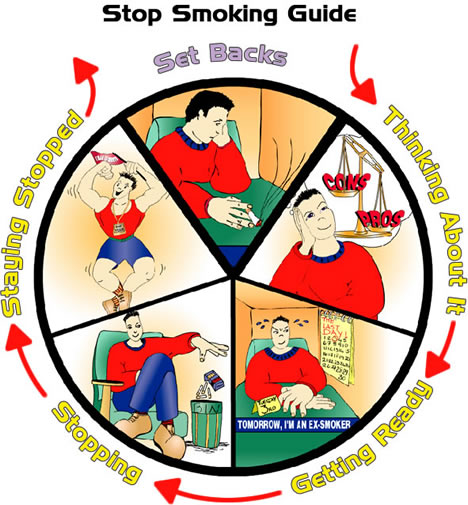 Stop Smoking Guide
Set Backs
Thinking About It
CONS
PROS
THE
LAST
DAY!
TOMORROW, I'M AN EX-SMOKER
Getting Ready
Stopping
Staying Stopped